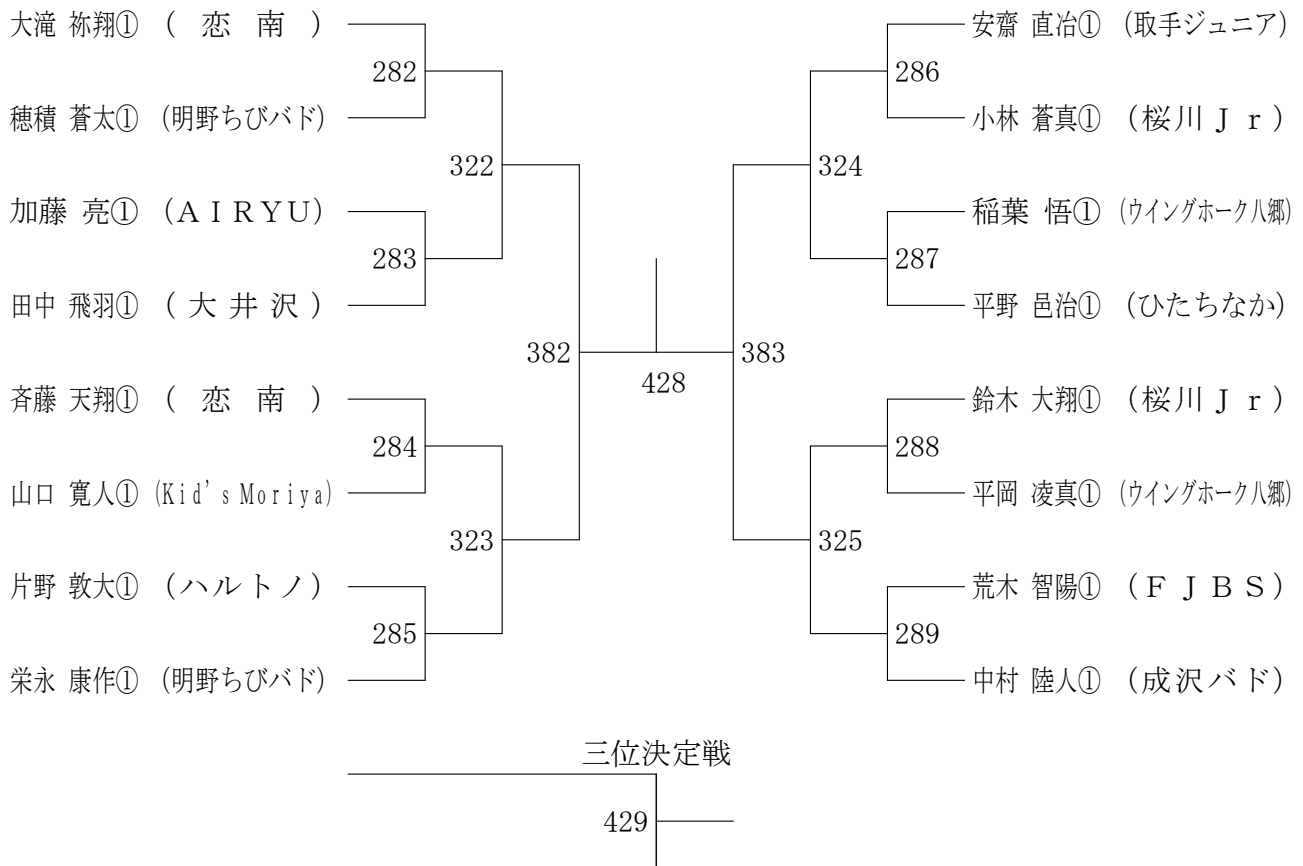 大滝 祢翔① ( 恋 南 )
282
穂積 蒼太① (明野ちびバド)
322
加藤 亮① (AIRYU)
283
田中 飛羽① ( 大 井 沢 )
382
斉藤 天翔① ( 恋 南 )
284
山口 寛人① (Kid's Moriya)
323
片野 敦大① (ハルトノ)
285
栄永 康作① (明野ちびバド)
428
安齋 直冶① (取手ジュニア)
286
小林 蒼真① (桜川Jr)
324
稲葉 悟① (ウイングホーク八郷)
287
平野 邑治① (ひたちなか)
383
鈴木 大翔① (桜川Jr)
288
平岡 凌真① (ウイングホーク八郷)
325
荒木 智陽① (FJBS)
289
中村 陸人① (成沢バド)
三位決定戦
429